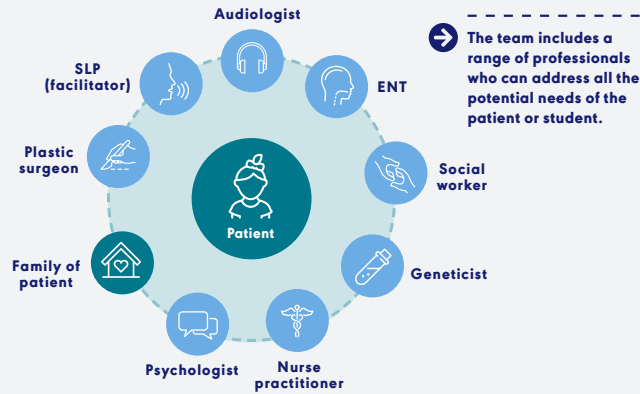 Audiologist
SLP
(facilitator)
ENT
The team includes a
range of professionals
who can address all the
potential needs of the
patient or student.
Plastic
surgeon
Social
worker
Patient
Family of
patient
Geneticist
Psychologist
Nurse
practitioner